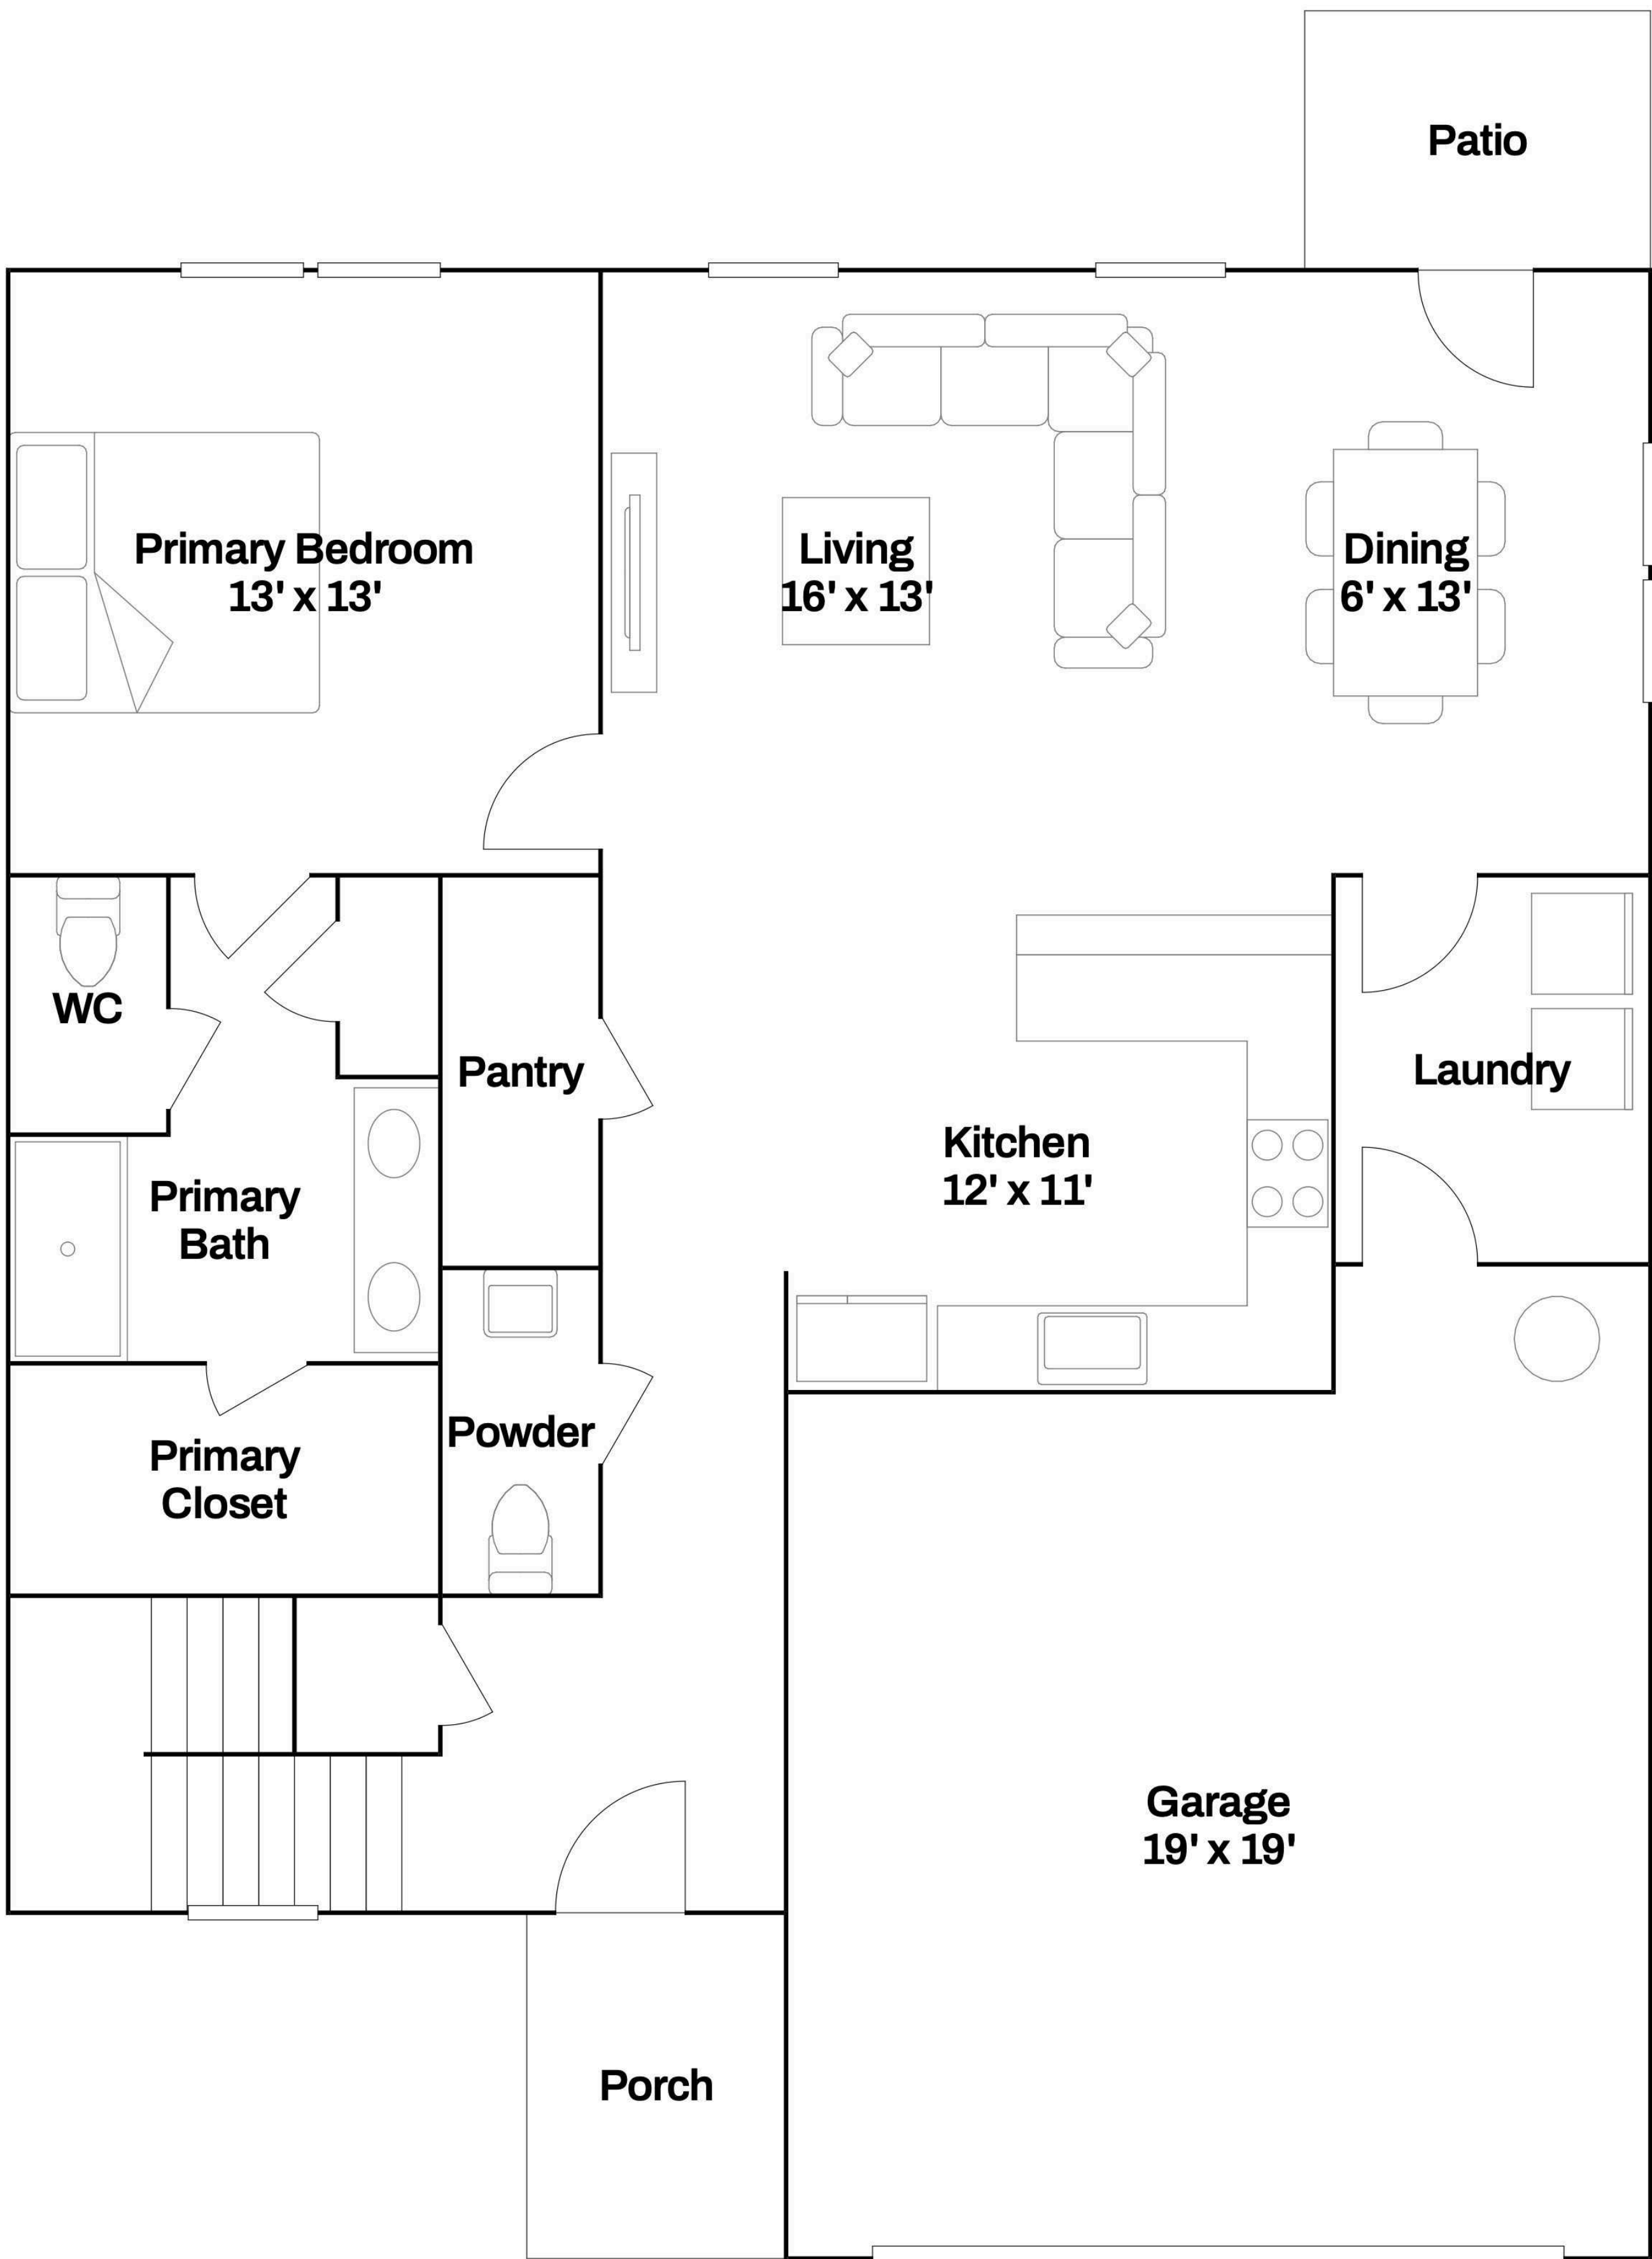 Patio
Primary Bedroom
13' x 13'
Living
16' x 13'
Dining
6' x 13'
WC
Pantry
Laundry
Kitchen
12' x 11'
Primary
Bath
Powder
Primary
Closet
Garage
19' x 19'
Porch